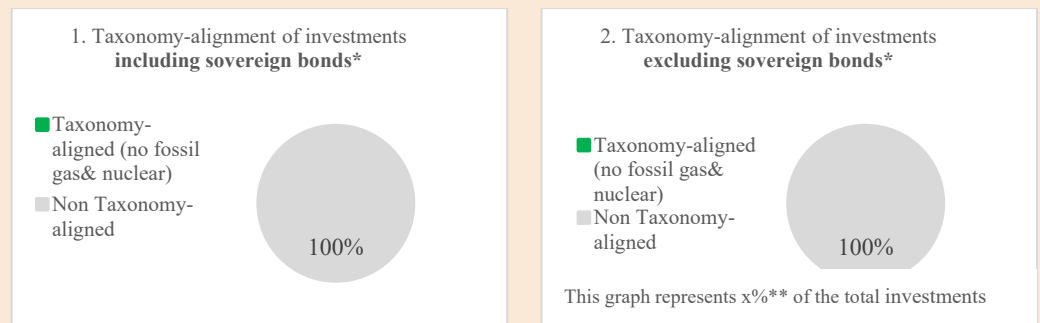 1. Taxonomy-alignment of investments
including sovereign bonds*
Taxonomy-
aligned (no fossil
gas& nuclear)
Non Taxonomy-
aligned
100%
2. Taxonomy-alignment of investments
excluding sovereign bonds*
Taxonomy-aligned
(no fossil gas&
nuclear)
Non Taxonomy-
aligned
100%
This graph represents x%** of the total investments